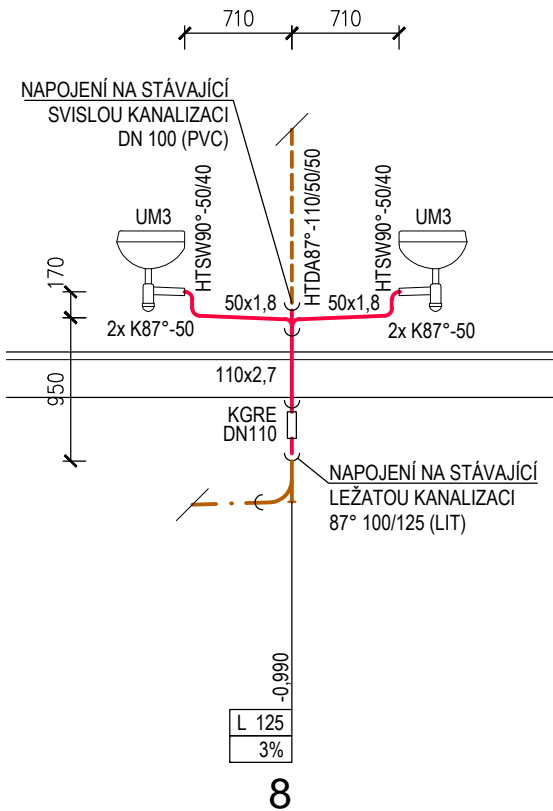 710
710
NAPOJENÍ NA STÁVAJÍCÍ
SVISLOU KANALIZACI
DN 100 (PVC)
HTSW90°-50/40
HTDA87°-110/50/50
HTSW90°-50/40
UM3
UM3
170
50x1,8
50x1,8
2x K87°-50
2x K87°-50
950
110x2,7
KGRE
DN110
NAPOJENÍ NA STÁVAJÍCÍ
LEŽATOU KANALIZACI
87° 100/125 (LIT)
-0,990
L 125
3%
8